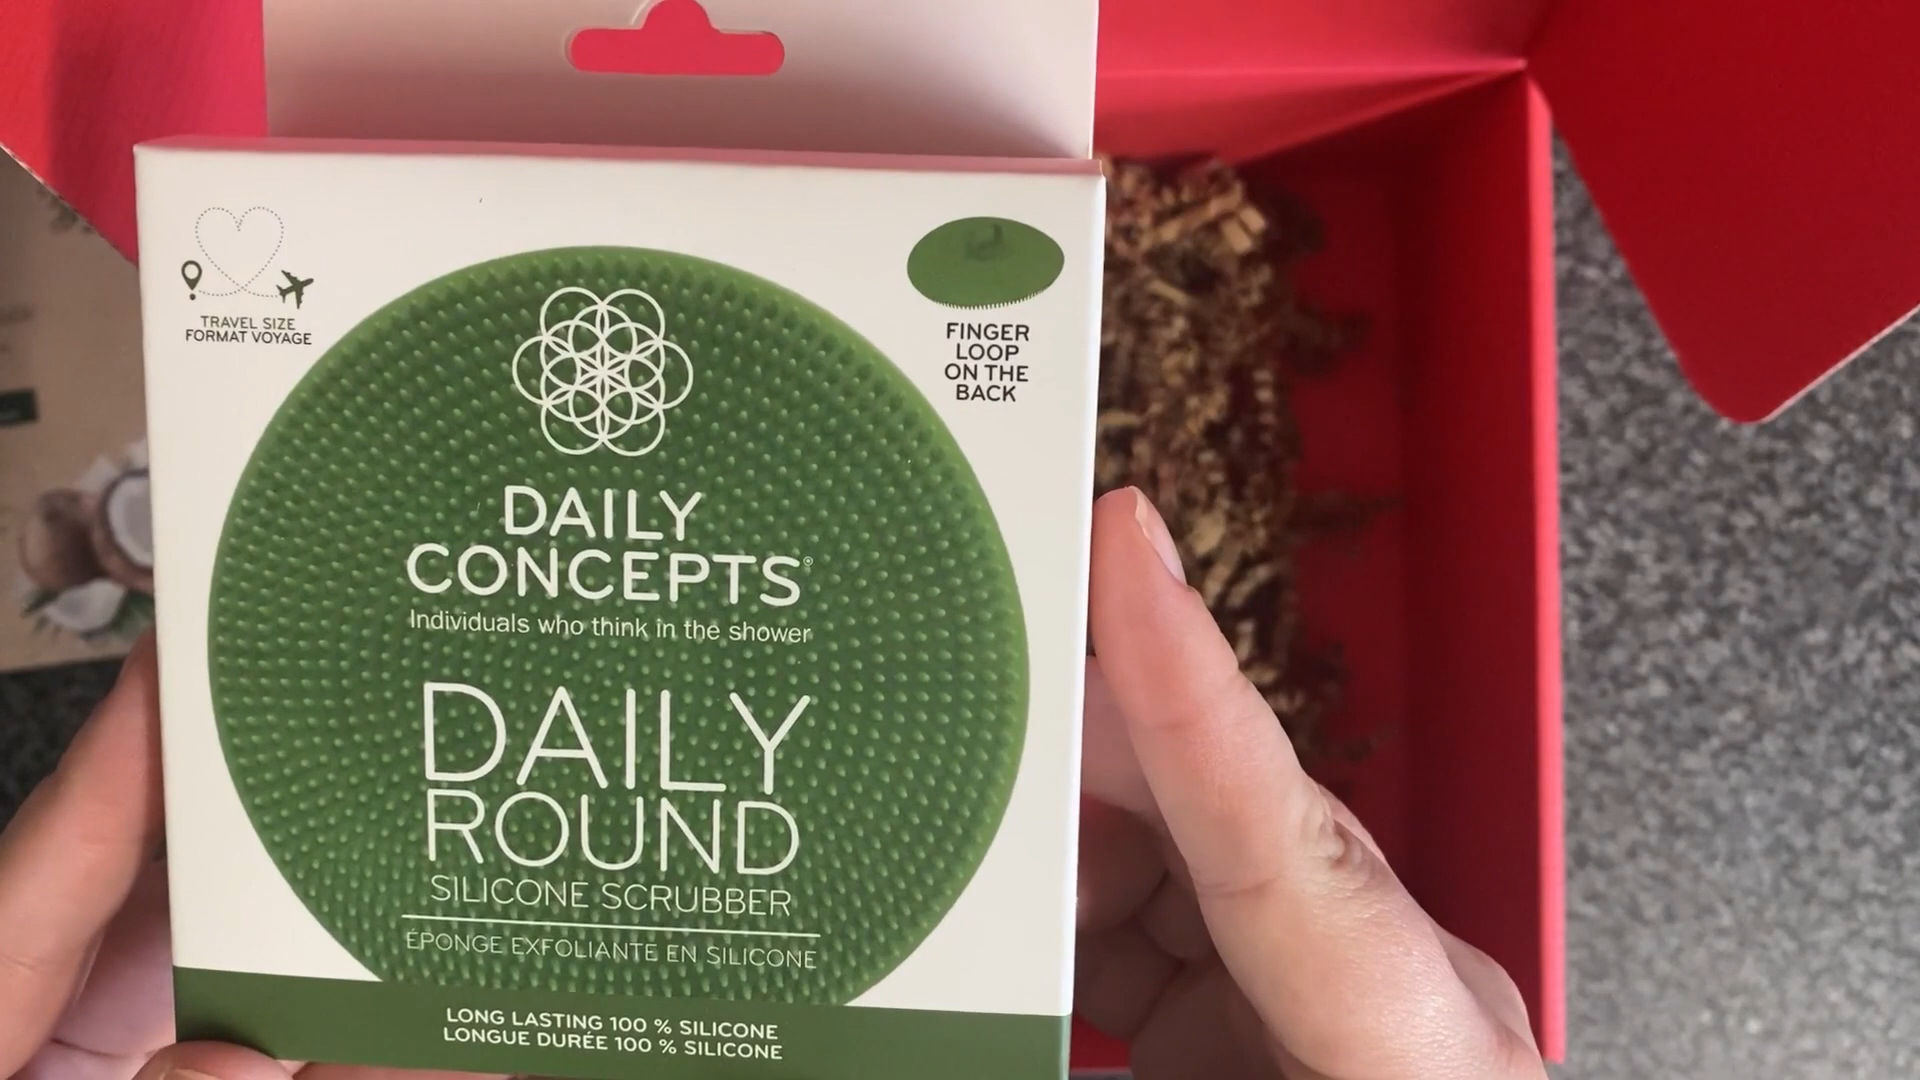 TRAVEL SIZE
FORMAT VOYAGE
FINGER
LOOP
ON THE
BACK
DAILY
CONCEPTS®
Individuals who think in the shower
DAILY
ROUND
SILICONE SCRUBBER
ÉPONGE EXFOLIANTE EN SILICONE
LONG LASTING 100 % SILICONE
LONGUE DURÉE 100 % SILICONE